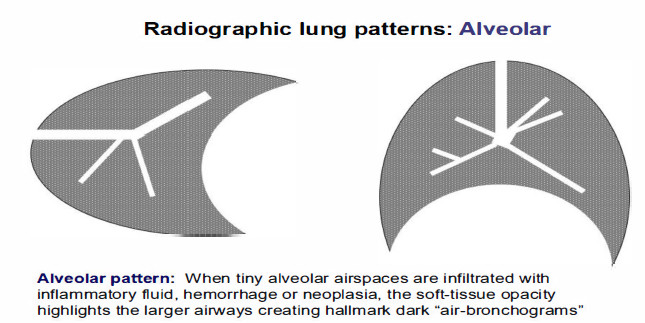 Radiographic lung patterns: Alveolar
Alveolar pattern: When tiny alveolar airspaces are infiltrated with
inflammatory fluid, hemorrhage or neoplasia, the soft-tissue opacity
highlights the larger airways creating hallmark dark “air-bronchograms”